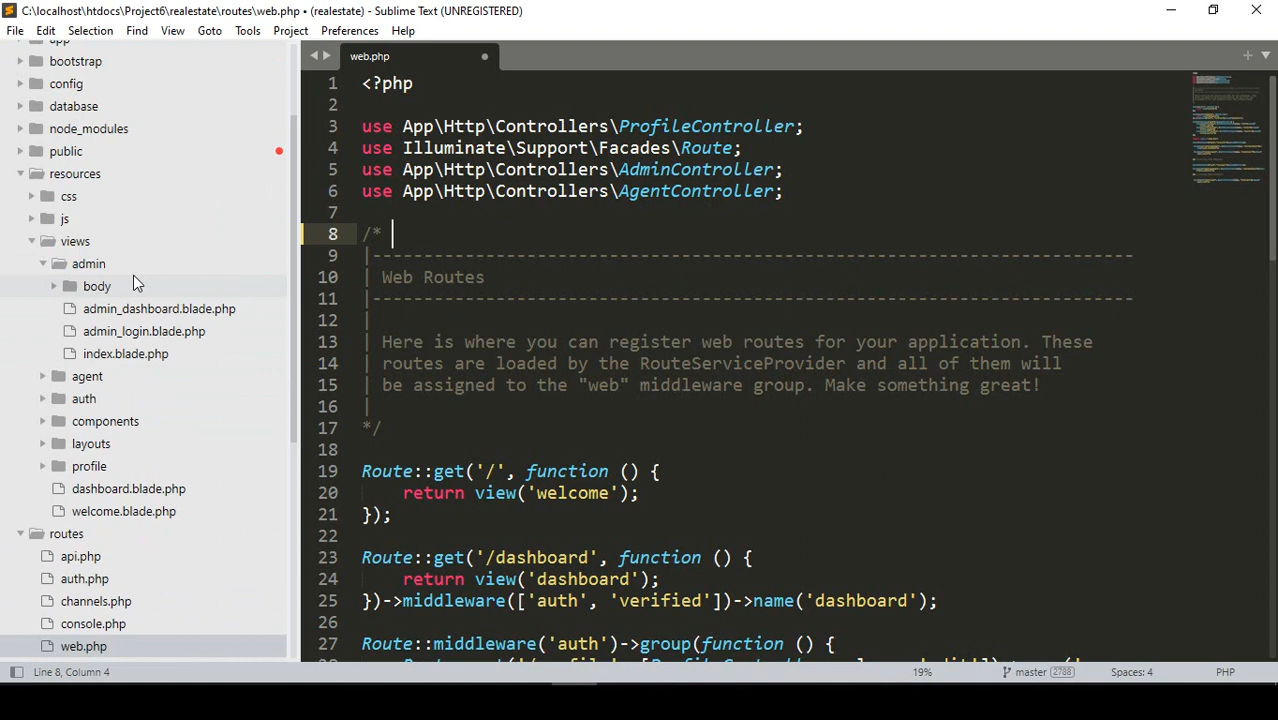 C:\localhost\htdocs\Project6\realestate\routes\web.php • (realestate) - Sublime Text (UNREGISTERED)
File Edit Selection Find View Goto Tools Project Preferences Help
app
bootstrap
config
database
node_modules
public
resources
css
js
views
admin
body
admin_dashboard.blade.php
admin_login.blade.php
index.blade.php
agent
auth
components
layouts
profile
dashboard.blade.php
welcome.blade.php
routes
api.php
auth.php
channels.php
console.php
web.php
web.php
1 <?php
2
3 use App\Http\Controllers\ProfileController;
4 use Illuminate\Support\Facades\Route;
5 use App\Http\Controllers\AdminController;
6 use App\Http\Controllers\AgentController;
7
8 /*
9 |--------------------------------------------------------------------------
10 | Web Routes
11 |--------------------------------------------------------------------------
12 |
13 | Here is where you can register web routes for your application. These
14 | routes are loaded by the RouteServiceProvider and all of them will
15 | be assigned to the "web" middleware group. Make something great!
16 |
17 */
18
19 Route::get('/', function () {
20     return view('welcome');
21 });
22
23 Route::get('/dashboard', function () {
24     return view('dashboard');
25 })->middleware(['auth', 'verified'])->name('dashboard');
26
27 Route::middleware('auth')->group(function () {
Line 8, Column 4
19%
master 2788
Spaces: 4
PHP